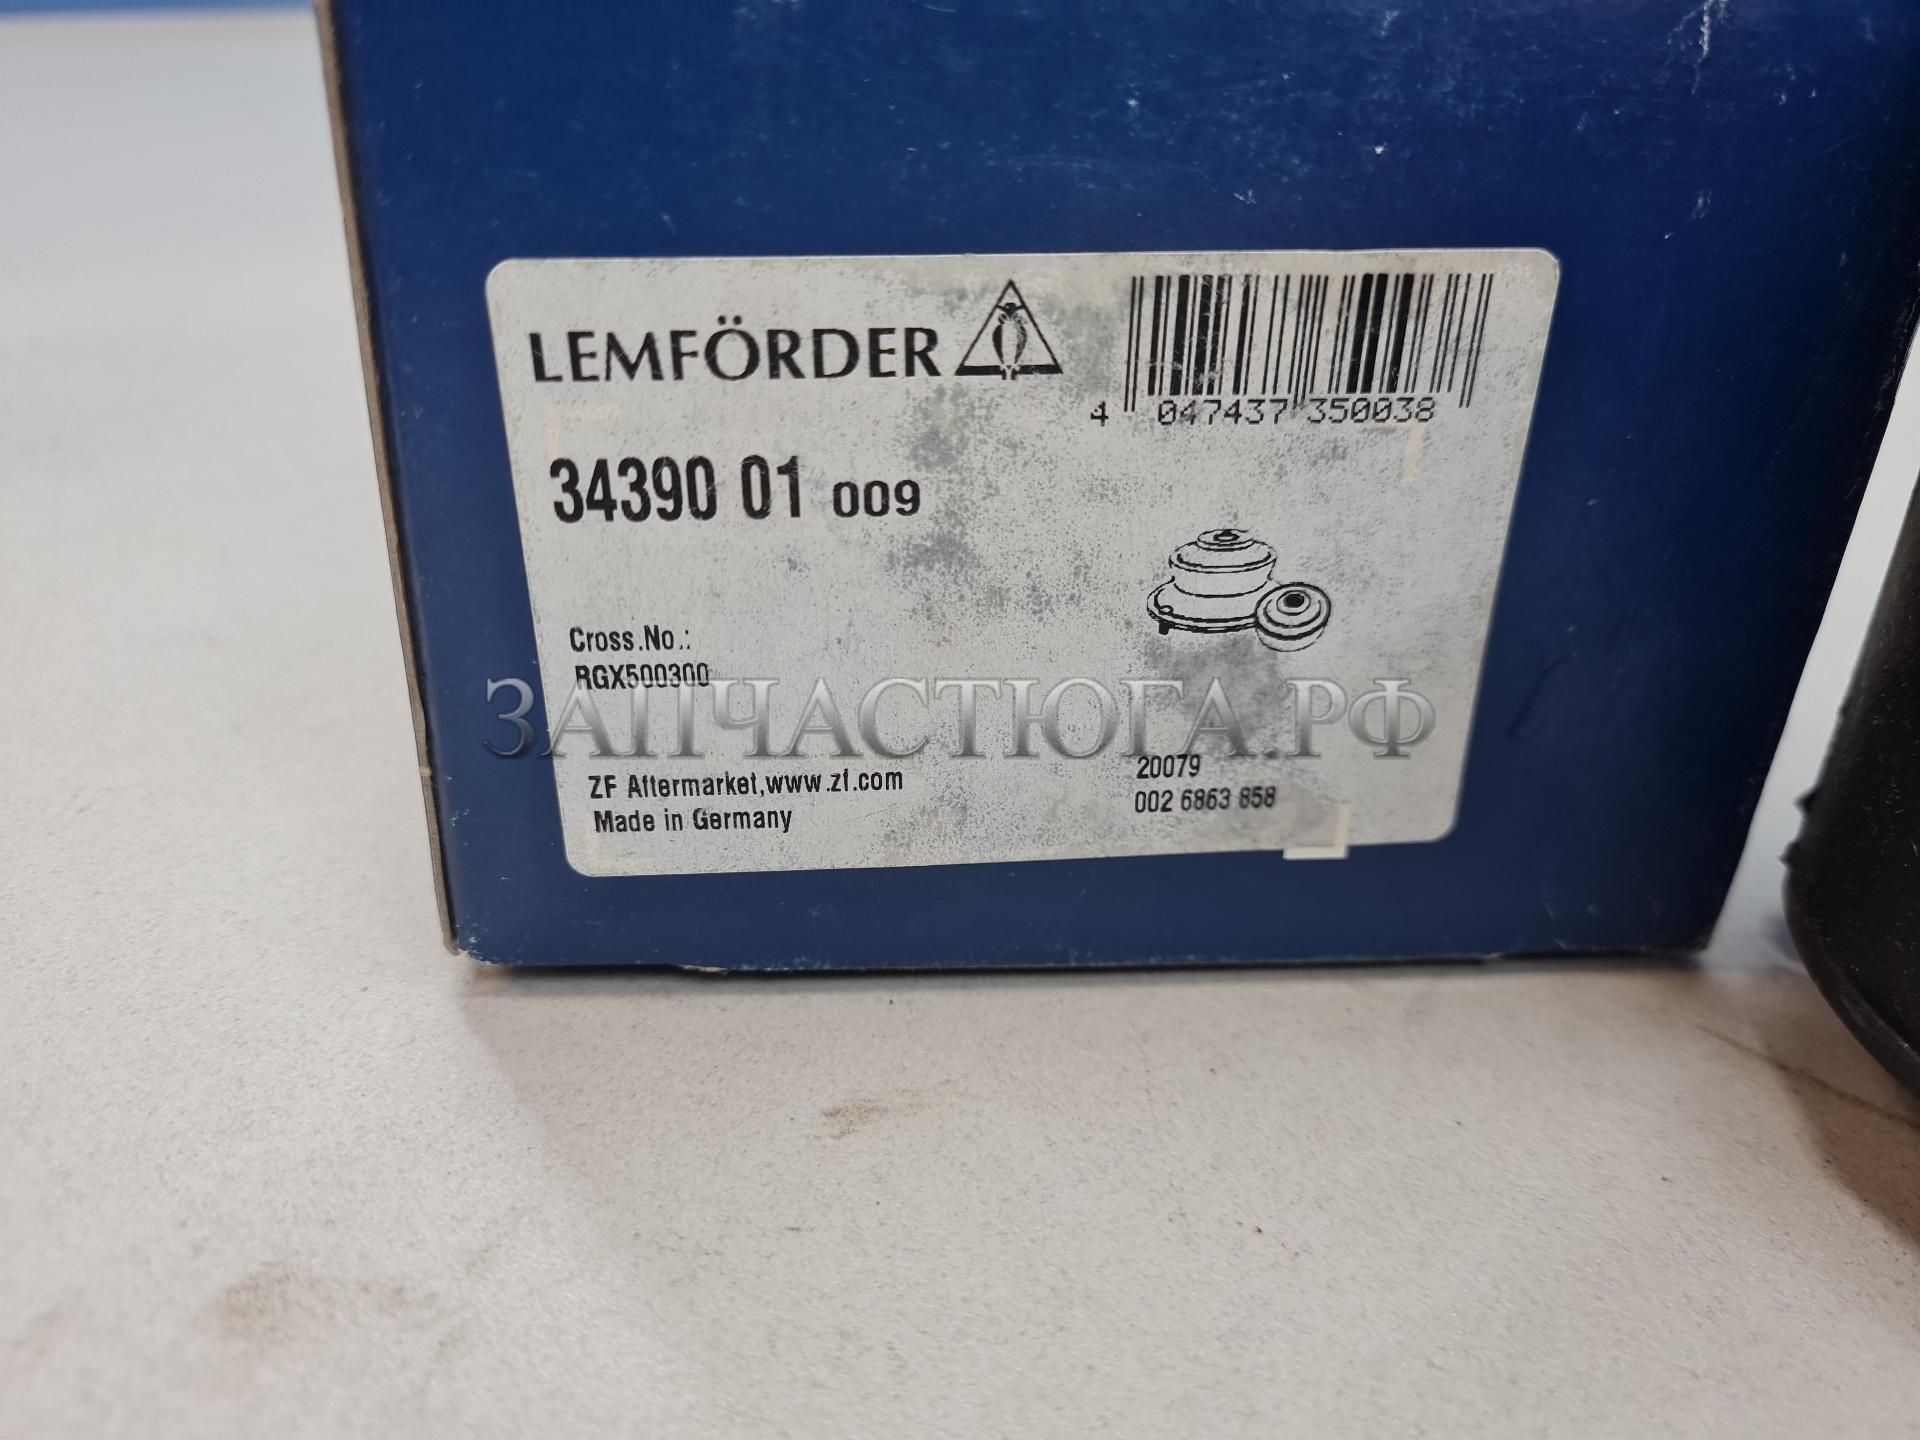 LEMFÖRDER
4 047437 350038
34390 01 009
Cross.No.:
RGX500300
ЗАПЧАСТЮГА.РФ
ZF Aftermarket,www.zf.com
Made in Germany
20079
002 6863 858